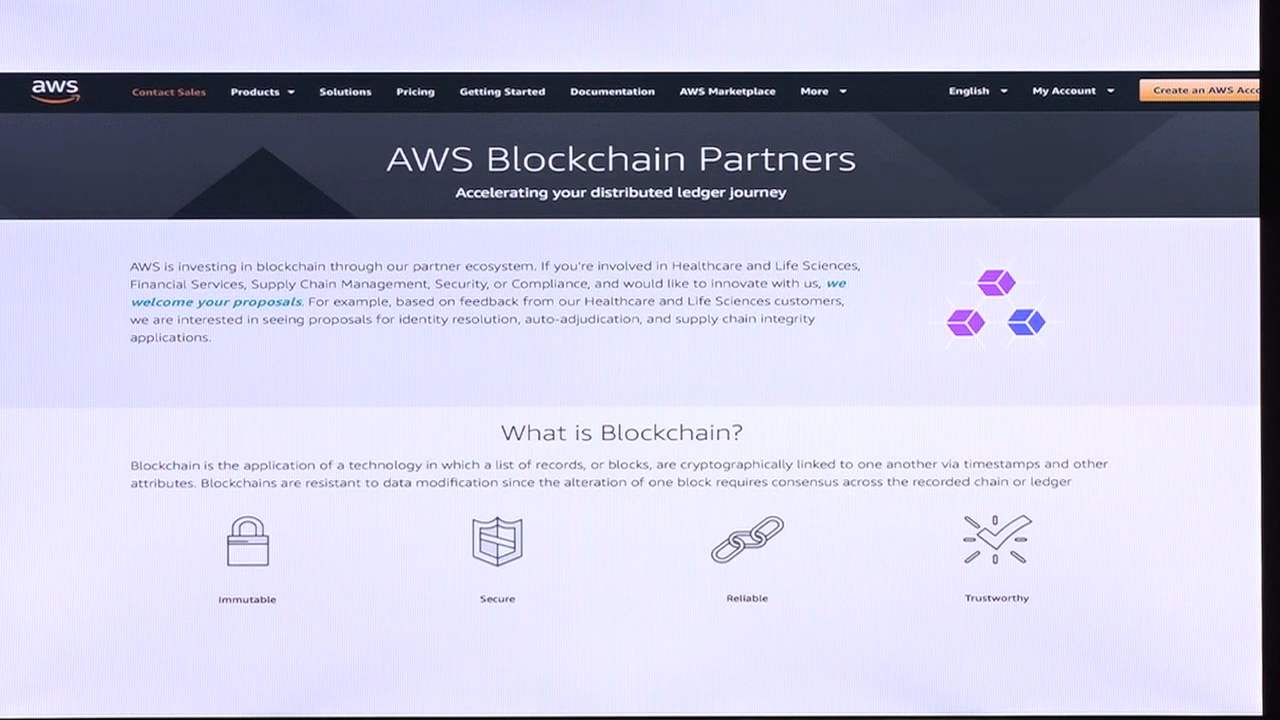 aws
Contact Sales Products Solutions Pricing Getting Started Documentation AWS Marketplace More English My Account Create an AWS Acco
AWS Blockchain Partners
Accelerating your distributed ledger journey
AWS is investing in blockchain through our partner ecosystem. If you're involved in Healthcare and Life Sciences,
Financial Services, Supply Chain Management, Security, or Compliance, and would like to innovate with us, we
welcome your proposals. For example, based on feedback from our Healthcare and Life Sciences customers,
we are interested in seeing proposals for identity resolution, auto-adjudication, and supply chain integrity
applications.
What is Blockchain?
Blockchain is the application of a technology in which a list of records, or blocks, are cryptographically linked to one another via timestamps and other
attributes. Blockchains are resistant to data modification since the alteration of one block requires consensus across the recorded chain or ledger
Immutable Secure Reliable Trustworthy